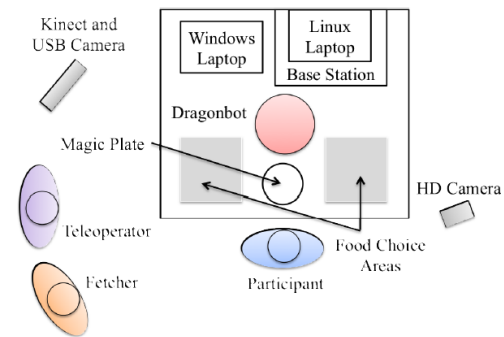 Kinect and
USB Camera
Windows
Laptop
Linux
Laptop
Base Station
Dragonbot
Magic Plate
HD Camera
Teleoperator
Food Choice
Areas
Fetcher
Participant